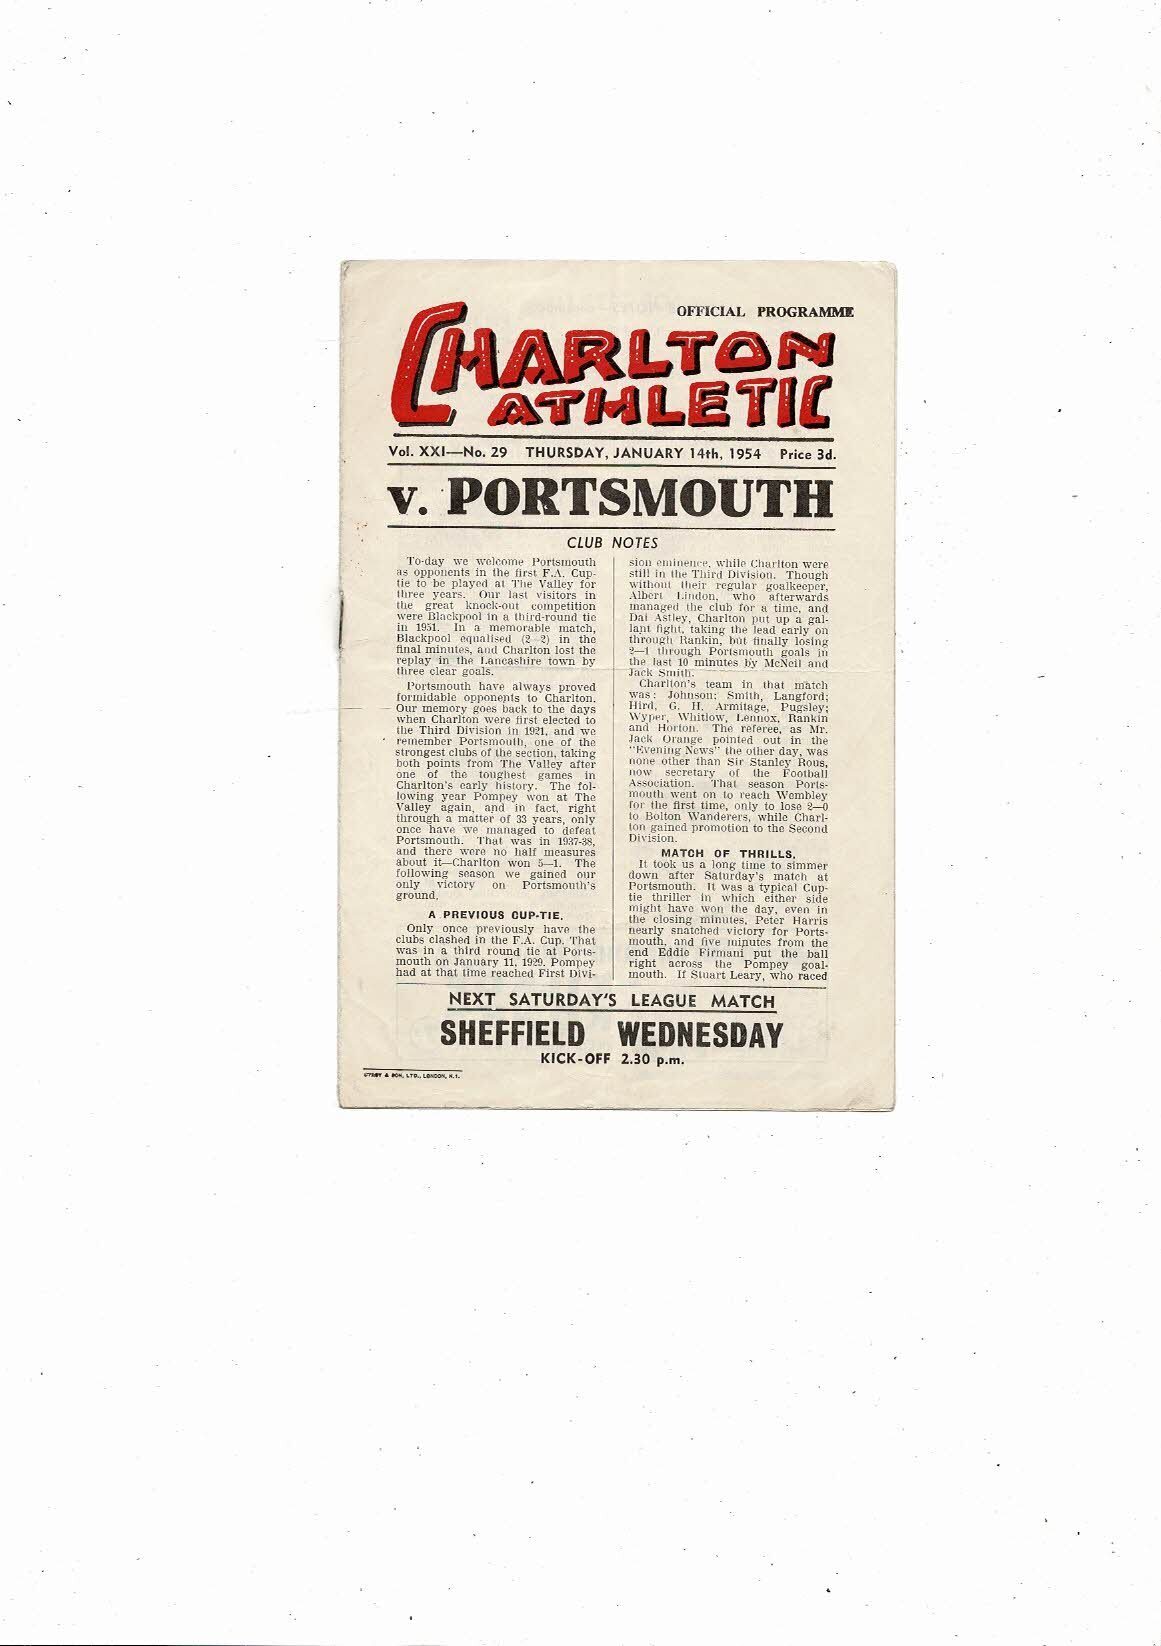 OFFICIAL PROGRAMME
CHARLTON
ATHLETIC
Vol. XXI—No. 29 THURSDAY, JANUARY 14th, 1954 Price 3d.
v. PORTSMOUTH
CLUB NOTES
To-day we welcome Portsmouth
as opponents in the first F.A. Cup-
tie to be played at The Valley for
three years. Our last visitors in
the great knock-out competition
were Blackpool in a third-round tie
in 1951. In a memorable match,
Blackpool equalised (2—2) in the
final minutes, and Charlton lost the
replay in the Lancashire town by
three clear goals.
Portsmouth have always proved
formidable opponents to Charlton.
Our memory goes back to the days
when Charlton were first elected to
the Third Division in 1921, and we
remember Portsmouth, one of the
strongest clubs of the section, taking
both points from The Valley after
one of the toughest games in
Charlton's early history. The fol-
lowing year Pompey won at The
Valley again, and in fact, right
through a matter of 33 years, only
once have we managed to defeat
Portsmouth. That was in 1937-38,
and there were no half measures
about it—Charlton won 5—1. The
following season we gained our
only victory on Portsmouth's
ground.
A PREVIOUS CUP-TIE.
Only once previously have the
clubs clashed in the F.A. Cup. That
was in a third round tie at Ports-
mouth on January 11, 1929. Pompey
had at that time reached First Divi-
sion eminence, while Charlton were
still in the Third Division. Though
without their regular goalkeeper,
Albert Lindon, who afterwards
managed the club for a time, and
Dai Astley, Charlton put up a gal-
lant fight, taking the lead early on
through Rankin, but finally losing
2—1 through Portsmouth goals in
the last 10 minutes by McNeil and
Jack Smith.
Charlton's team in that match
was: Johnson; Smith, Langford;
Hird, G. H. Armitage, Pugsley;
Wyper, Whitlow, Lennox, Rankin
and Horton. The referee, as Mr.
Jack Orange pointed out in the
"Evening News" the other day, was
none other than Sir Stanley Rous,
now secretary of the Football
Association. That season Ports-
mouth went on to reach Wembley
for the first time, only to lose 2—0
to Bolton Wanderers, while Charl-
ton gained promotion to the Second
Division.
MATCH OF THRILLS.
It took us a long time to simmer
down after Saturday's match at
Portsmouth. It was a typical Cup-
tie thriller in which either side
might have won the day, even in
the closing minutes. Peter Harris
nearly snatched victory for Ports-
mouth, and five minutes from the
end Eddie Firmani put the ball
right across the Pompey goal-
mouth. If Stuart Leary, who raced
NEXT SATURDAY'S LEAGUE MATCH
SHEFFIELD WEDNESDAY
KICK-OFF 2.30 p.m.
& SON, LTD., LONDON, N.1.